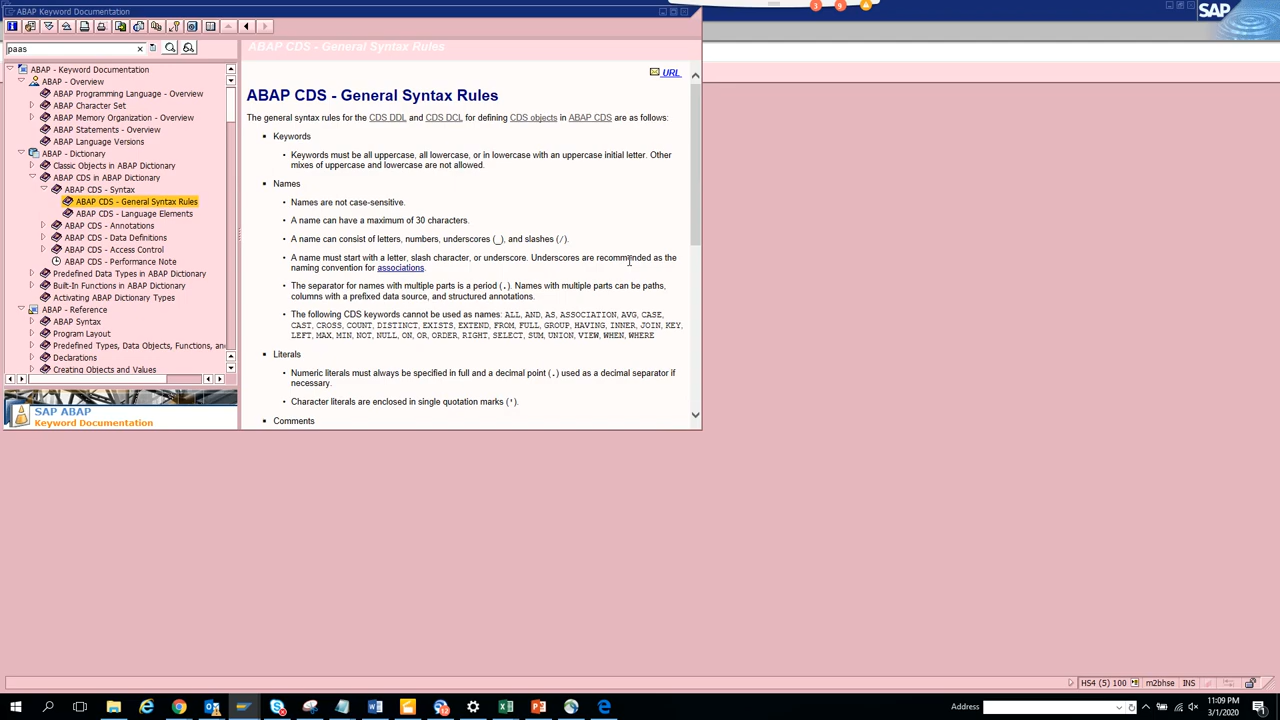 ABAP Keyword Documentation
SAP
3
9
paas
ABAP - Keyword Documentation
ABAP - Overview
ABAP Programming Language - Overview
ABAP Character Set
ABAP Memory Organization - Overview
ABAP Statements - Overview
ABAP Language Versions
ABAP - Dictionary
Classic Objects in ABAP Dictionary
ABAP CDS in ABAP Dictionary
ABAP CDS - Syntax
ABAP CDS - General Syntax Rules
ABAP CDS - Language Elements
ABAP CDS - Annotations
ABAP CDS - Data Definitions
ABAP CDS - Access Control
ABAP CDS - Performance Note
Predefined Data Types in ABAP Dictionary
Built-In Functions in ABAP Dictionary
Activating ABAP Dictionary Types
ABAP - Reference
ABAP Syntax
Program Layout
Predefined Types, Data Objects, Functions, an
Declarations
Creating Objects and Values
SAP ABAP
Keyword Documentation
ABAP CDS - General Syntax Rules
URL
ABAP CDS - General Syntax Rules
The general syntax rules for the CDS DDL and CDS DCL for defining CDS objects in ABAP CDS are as follows:
Keywords
Keywords must be all uppercase, all lowercase, or in lowercase with an uppercase initial letter. Other
mixes of uppercase and lowercase are not allowed.
Names
Names are not case-sensitive.
A name can have a maximum of 30 characters.
A name can consist of letters, numbers, underscores (_), and slashes (/).
A name must start with a letter, slash character, or underscore. Underscores are recommended as the
naming convention for associations.
The separator for names with multiple parts is a period (.). Names with multiple parts can be paths,
columns with a prefixed data source, and structured annotations.
The following CDS keywords cannot be used as names: ALL, AND, AS, ASSOCIATION, AVG, CASE,
CAST, CROSS, COUNT, DISTINCT, EXISTS, EXTEND, FROM, FULL, GROUP, HAVING, INNER, JOIN, KEY,
LEFT, MAX, MIN, NOT, NULL, ON, OR, ORDER, RIGHT, SELECT, SUM, UNION, VIEW, WHEN, WHERE
Literals
Numeric literals must always be specified in full and a decimal point (.) used as a decimal separator if
necessary.
Character literals are enclosed in single quotation marks (').
Comments
HS4 (5) 100
m2bhse
INS
Address
11:09 PM
3/1/2020